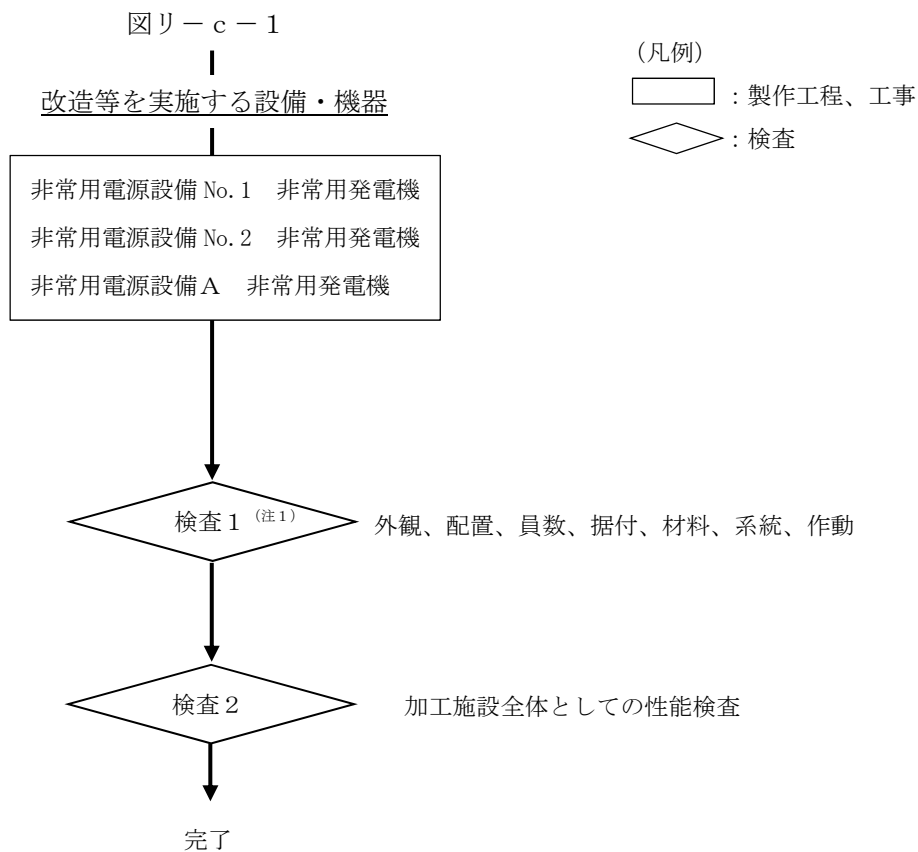 図リ－ｃ－１
改造等を実施する設備・機器
非常用電源設備 No.1　非常用発電機
非常用電源設備 No.2　非常用発電機
非常用電源設備Ａ　非常用発電機
検査１（注１）
外観、配置、員数、据付、材料、系統、作動
検査２
加工施設全体としての性能検査
完了
（凡例）
：製作工程、工事
：検査